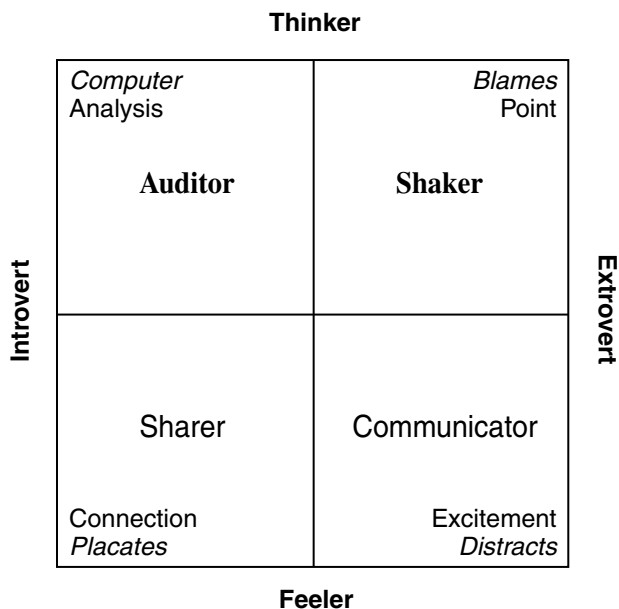 Thinker
Computer
Analysis
Blames
Point
Auditor
Shaker
Introvert
Extrovert
Sharer
Communicator
Connection
Placates
Excitement
Distracts
Feeler